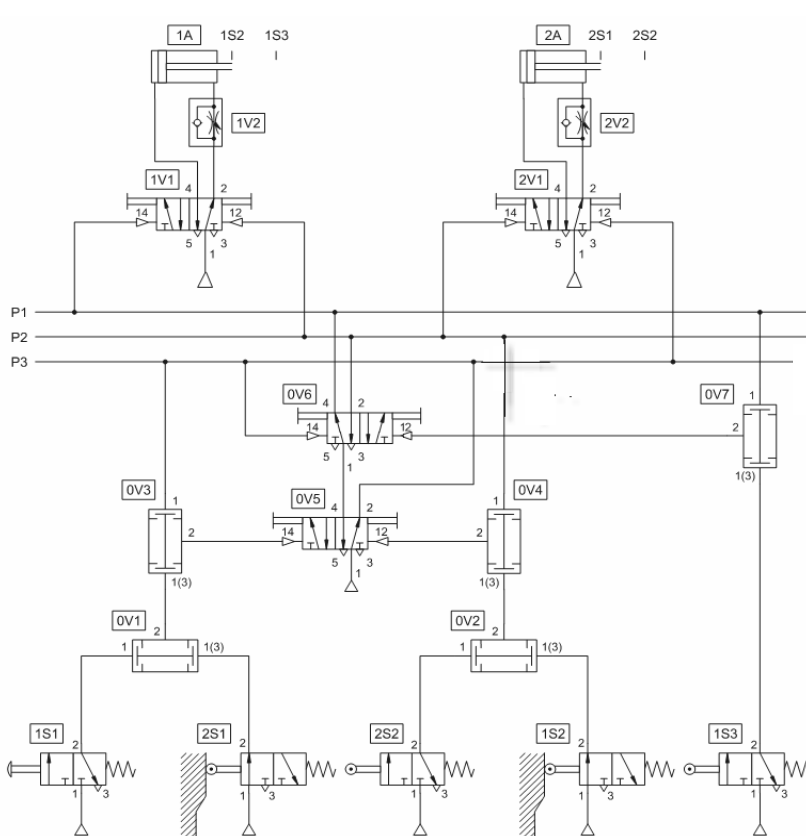 1A 1S2 1S3 2A 2S1 2S2
1V2 2V2
1V1 4 2 2V1 4 2
14 12 14 12
5 3 5 3
1 1
P1
P2
P3
0V6 4 2 0V7 1
14 12 2
5 3
1
0V3 0V5 4 2 0V4 1(3)
1 1
2 14 12 2
5 3
1(3) 1 1(3)
0V1 2 0V2 2
1 1(3) 1 1(3)
1S1 2 2S1 2 2S2 2 1S2 2 1S3 2
1 3 1 3 1 3 1 3 1 3